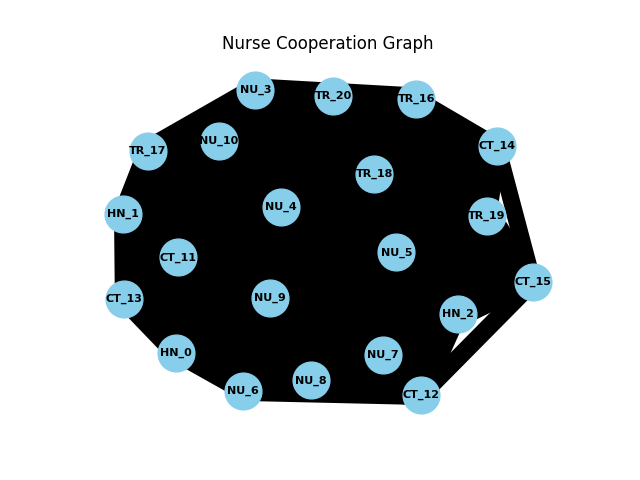 Nurse Cooperation Graph
NU_3
TR_20
TR_16
NU_10
TR_17
CT_14
TR_18
NU_4
HN_1
TR_19
NU_5
CT_11
CT_15
NU_9
CT_13
HN_2
HN_0
NU_7
NU_8
NU_6
CT_12